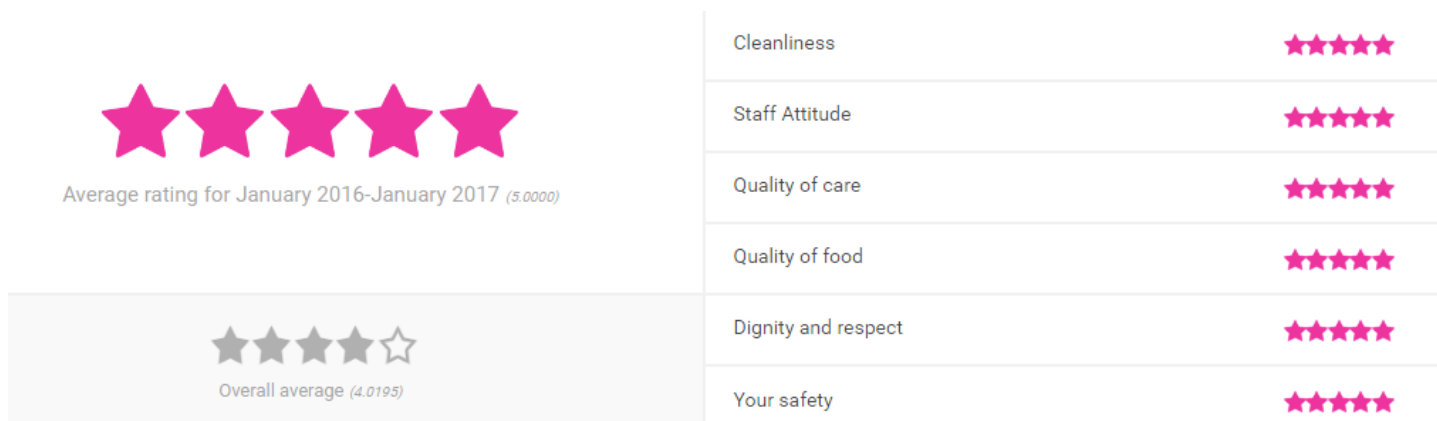 Average rating for January 2016-January 2017 (5.0000)
Overall average (4.0195)
Cleanliness
Staff Attitude
Quality of care
Quality of food
Dignity and respect
Your safety